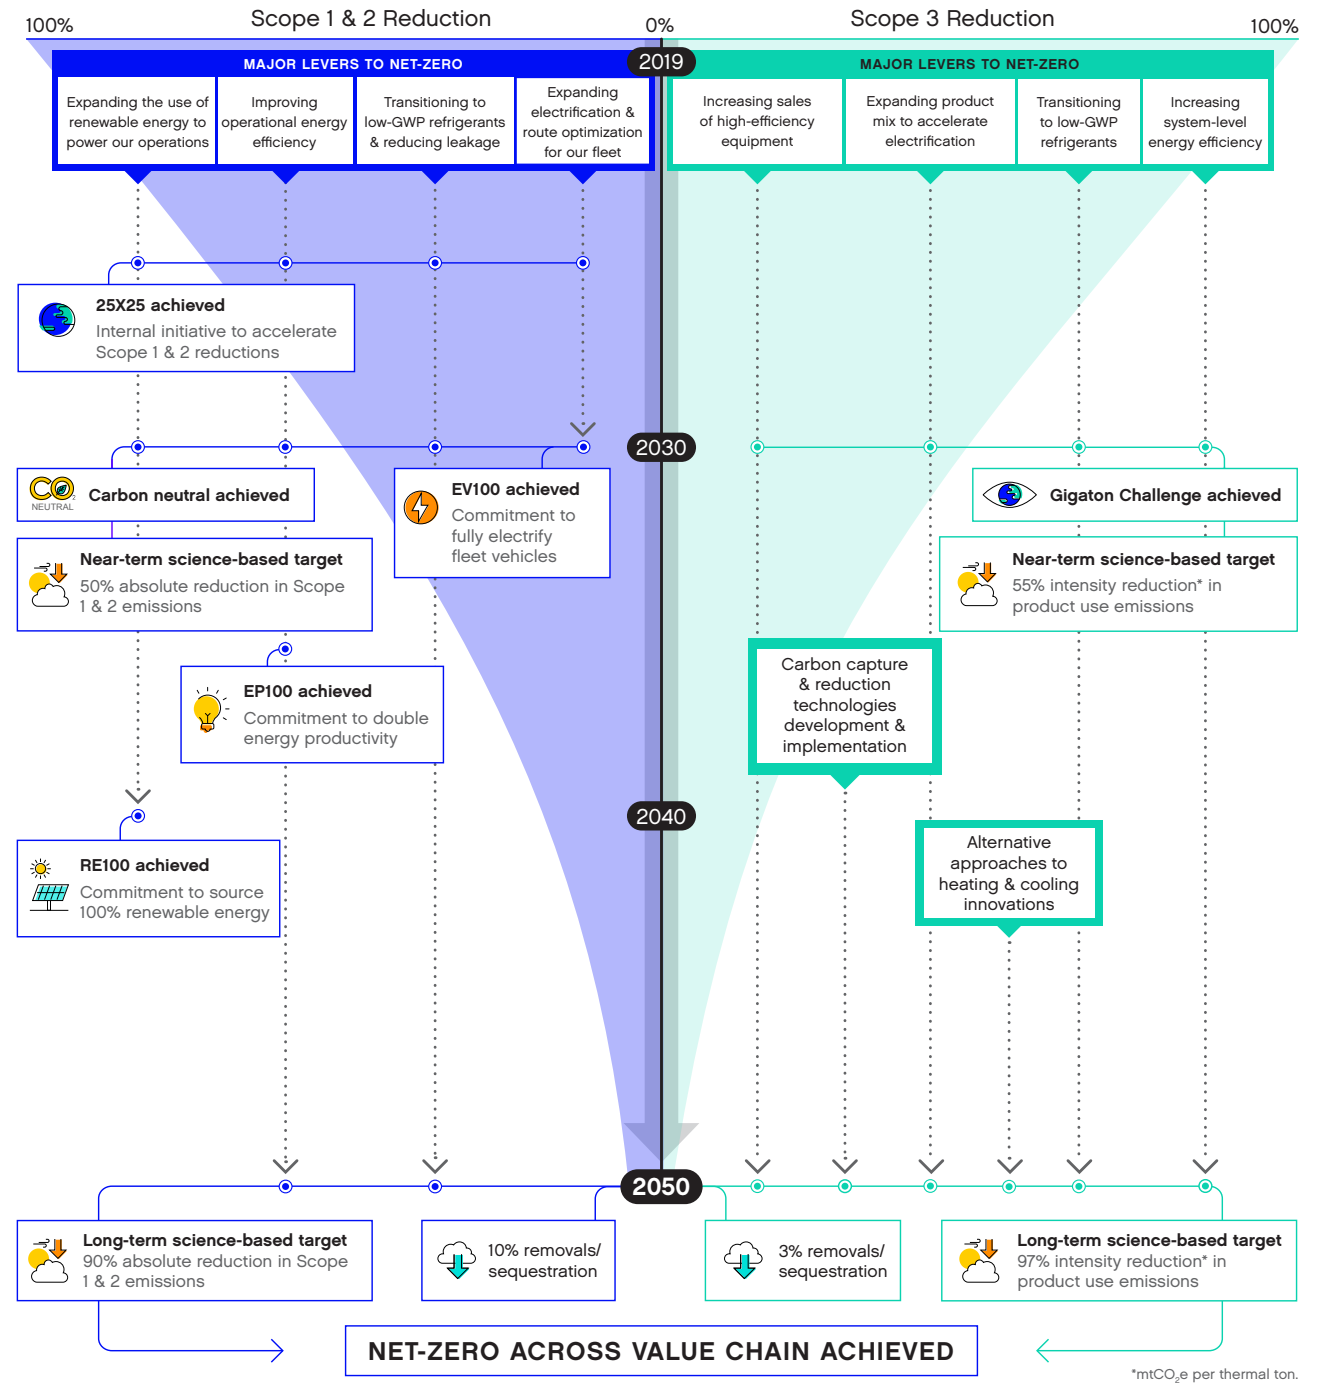 Scope 1 & 2 Reduction
Scope 3 Reduction
100%
0%
100%
MAJOR LEVERS TO NET-ZERO
2019
MAJOR LEVERS TO NET-ZERO
Expanding the use of
renewable energy to
power our operations
Improving
operational energy
efficiency
Transitioning to
low-GWP refrigerants
& reducing leakage
Expanding
electrification &
route optimization
for our fleet
Increasing sales
of high-efficiency
equipment
Expanding product
mix to accelerate
electrification
Transitioning
to low-GWP
refrigerants
Increasing
system-level
energy efficiency
25X25 achieved
Internal initiative to accelerate
Scope 1 & 2 reductions
2030
CO2
NEUTRAL
Carbon neutral achieved
EV100 achieved
Commitment to
fully electrify
fleet vehicles
Gigaton Challenge achieved
Near-term science-based target
50% absolute reduction in Scope
1 & 2 emissions
Near-term science-based target
55% intensity reduction* in
product use emissions
EP100 achieved
Commitment to double
energy productivity
Carbon capture
& reduction
technologies
development &
implementation
2040
RE100 achieved
Commitment to source
100% renewable energy
Alternative
approaches to
heating & cooling
innovations
2050
Long-term science-based target
90% absolute reduction in Scope
1 & 2 emissions
10% removals/
sequestration
3% removals/
sequestration
Long-term science-based target
97% intensity reduction* in
product use emissions
NET-ZERO ACROSS VALUE CHAIN ACHIEVED
*mtCO2e per thermal ton.